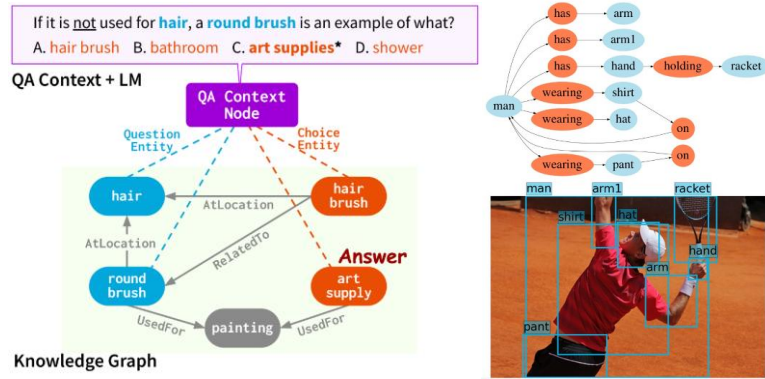 If it is not used for hair, a round brush is an example of what?
A. hair brush B. bathroom C. art supplies* D. shower
QA Context + LM
QA Context
Node
Question
Entity
Choice
Entity
hair
hair
brush
AtLocation
AtLocation
RelatedTo
Answer
round
brush
art
supply
UsedFor
painting
UsedFor
Knowledge Graph
has
arm
has
arm1
has
hand
holding
racket
man
wearing
shirt
wearing
hat
on
on
wearing
pant
man
arm1
racket
shirt
hat
hand
arm
pant